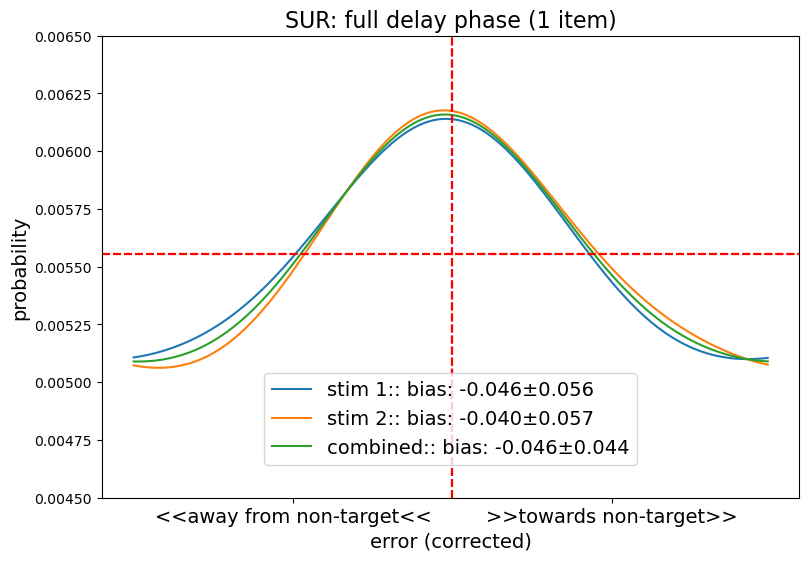 SUR: full delay phase (1 item)
0.00650
0.00625
0.00600
0.00575
0.00550
0.00525
0.00500
0.00475
0.00450
probability
stim 1:: bias: -0.046±0.056
stim 2:: bias: -0.040±0.057
combined:: bias: -0.046±0.044
<<away from non-target<< >>towards non-target>>
error (corrected)